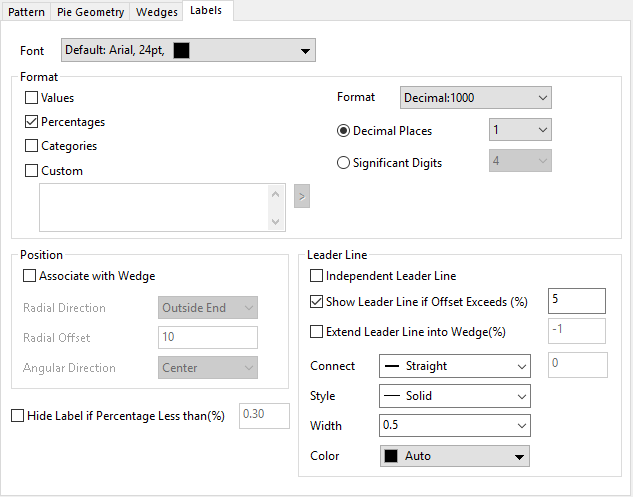 Pattern Pie Geometry Wedges Labels
Font Default: Arial, 24pt,
Format
Values Format Decimal:1000
Percentages Decimal Places 1
Categories
Custom Significant Digits 4
>
Position
Associate with Wedge
Radial Direction Outside End
Radial Offset 10
Angular Direction Center
Hide Label if Percentage Less than(%) 0.30
Leader Line
Independent Leader Line
Show Leader Line if Offset Exceeds (%) 5
Extend Leader Line into Wedge(%) -1
Connect Straight 0
Style Solid
Width 0.5
Color Auto